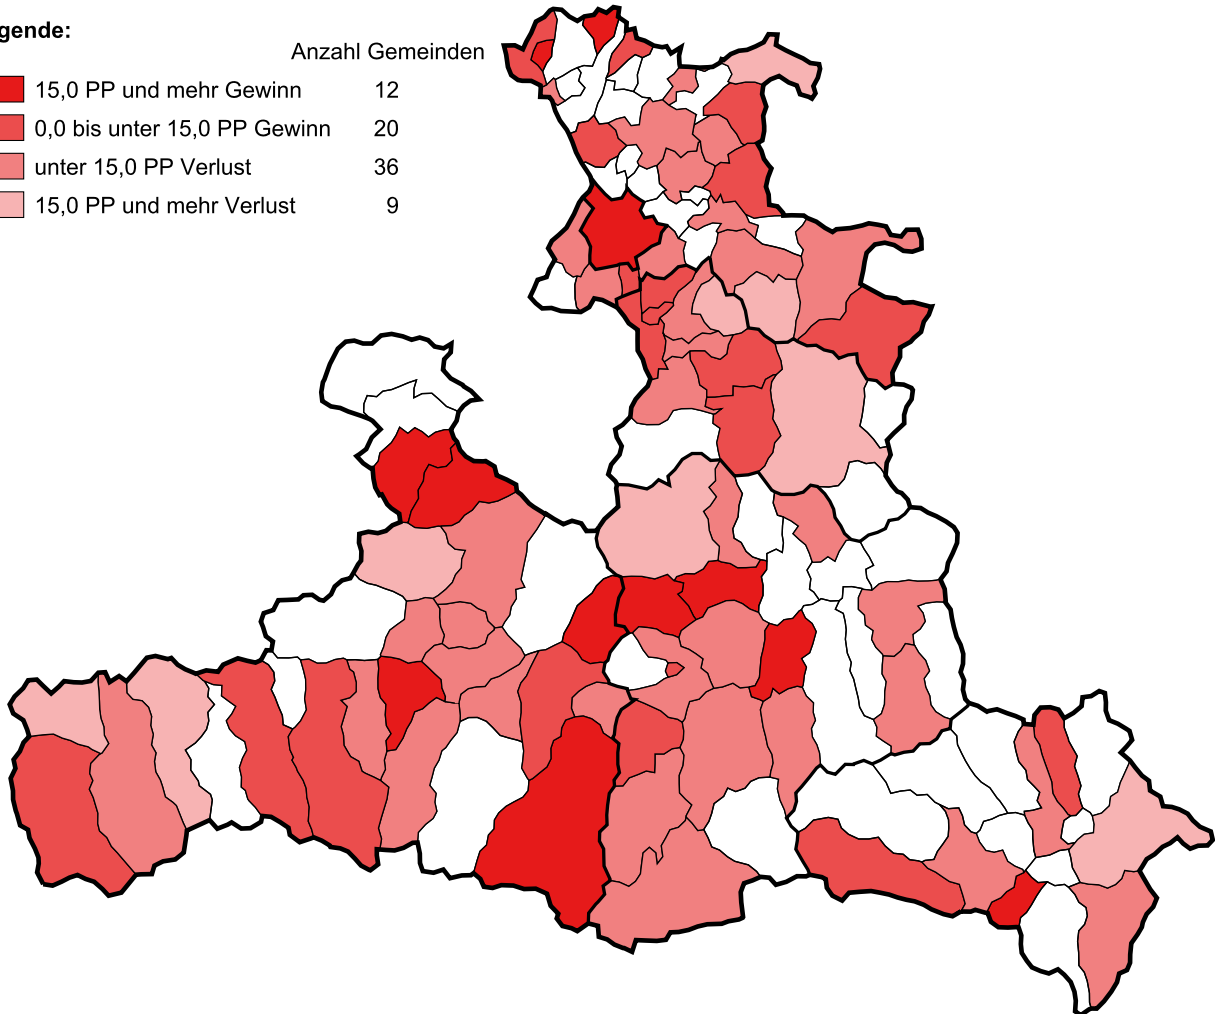 gende:
Anzahl Gemeinden
15,0 PP und mehr Gewinn 12
0,0 bis unter 15,0 PP Gewinn 20
unter 15,0 PP Verlust 36
15,0 PP und mehr Verlust 9